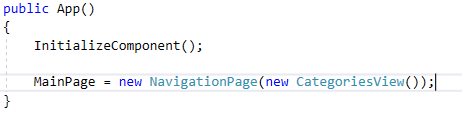 public App()
{
InitializeComponent();
MainPage = new NavigationPage(new CategoriesView());
}